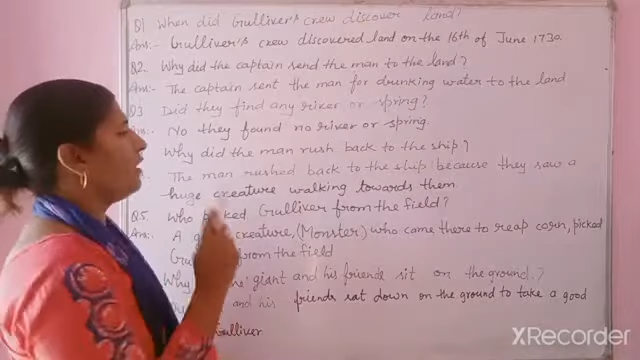 Q1 When did Gulliver's crew discover land?
Ans:- Gulliver's crew discovered land on the 16th of June 1730.
Q2. Why did the captain send the man to the land?
Ans:- The captain sent the man for drunking water to the land
Q3 Did they find any river or spring?
Ans:- No they found no river or spring.
Why did the man rush back to the ship?
The man rushed back to the ship because they saw a
huge creature walking towards them.
Q5. Who picked Gulliver from the field?
Ans:- A creature, (Monster) who came there to reap corn, picked
from the field
Why giant and his friends sit on the ground.?
and his friends sat down on the ground to take a good
Gulliver
XRecorder